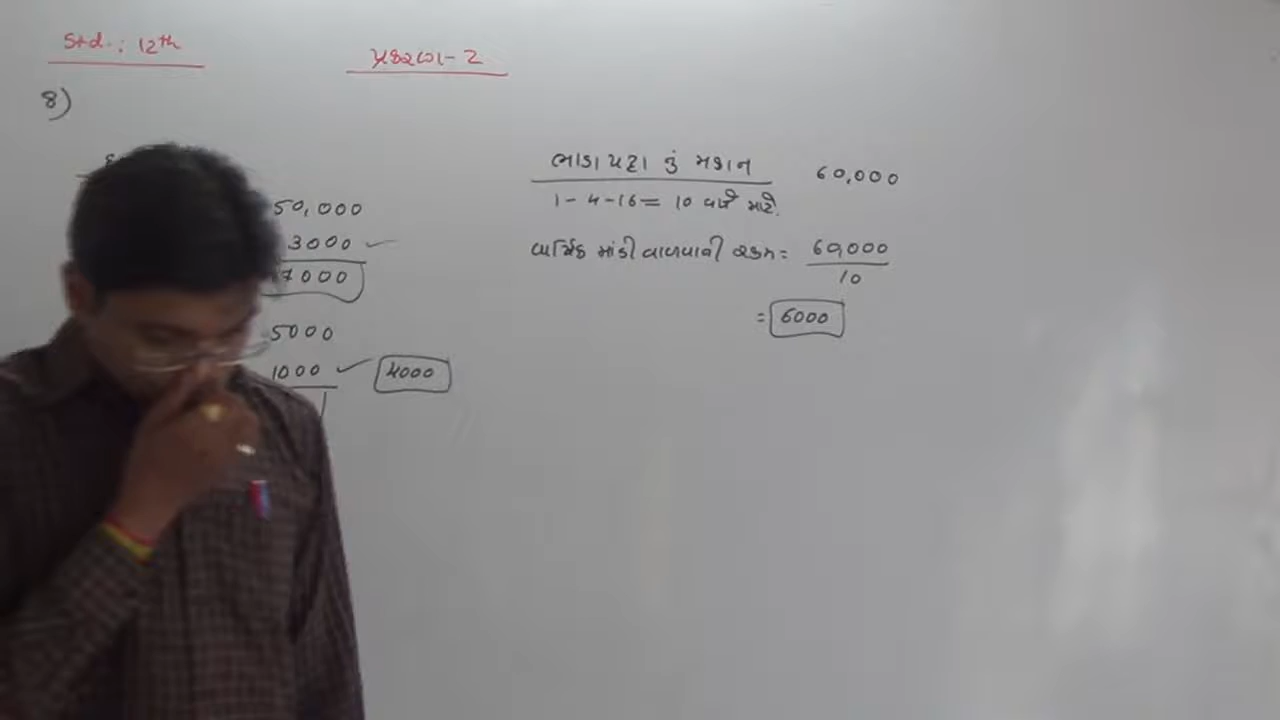 Std. : 12th
પ્રકરણ - 2
8)
50,000
3000 ✓
7000
5000
1000 ✓ 4000
ભાડા પટ્ટા નું મકાન 60,000
1 - 4 - 16 = 10 વર્ષ માટે.
વાર્ષિક માંડી વાળવાની રકમ = 60,000
10
= 6000